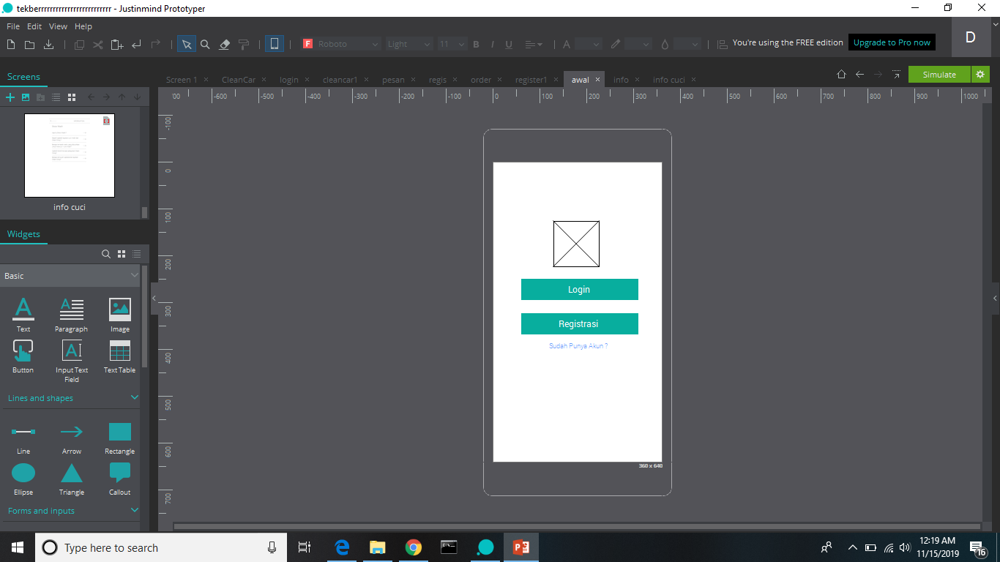 tekberrrrrrrrrrrrrrrrrrrrrrrrr - Justinmind Prototyper
File Edit View Help
F Roboto Light 11 B I U A You're using the FREE edition Upgrade to Pro now D
Screens
Screen 1 CleanCar login cleancar1 pesan regis order register1 awal info info cuci Simulate
'00 -600 -500 -400 -300 -200 -100 0 100 200 300 400 500 600 700 800 900 1000
-100
0
100
200
300
400
500
600
700
info cuci
Widgets
Basic
A A A
Text Paragraph Image
Button Input Text Field Text Table
Lines and shapes
Line Arrow Rectangle
Ellipse Triangle Callout
Forms and inputs
Login
Registrasi
Sudah Punya Akun ?
360 x 640
Type here to search
12:19 AM
11/15/2019
16